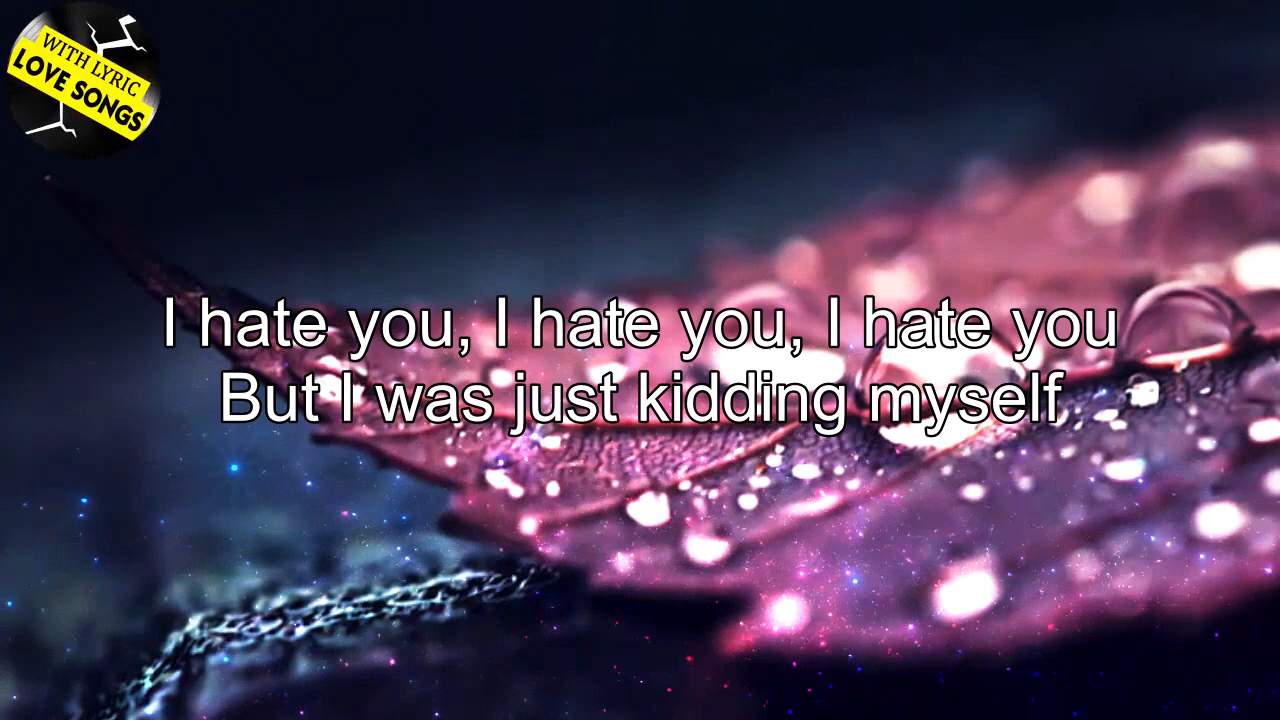 WITH LYRIC
LOVE SONGS
I hate you, I hate you, I hate you
But I was just kidding myself